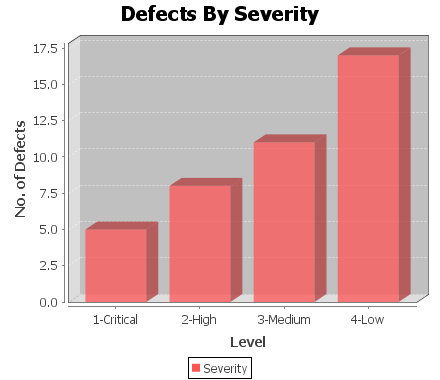 Defects By Severity
No. of Defects
17.5
15.0
12.5
10.0
7.5
5.0
2.5
0.0
1-Critical 2-High 3-Medium 4-Low
Level
Severity